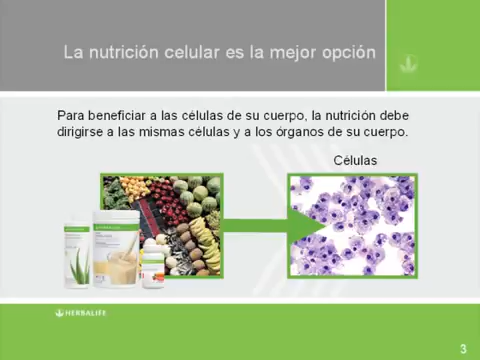 La nutrición celular es la mejor opción
Para beneficiar a las células de su cuerpo, la nutrición debe
dirigirse a las mismas células y a los órganos de su cuerpo.
Células
HERBALIFE
3